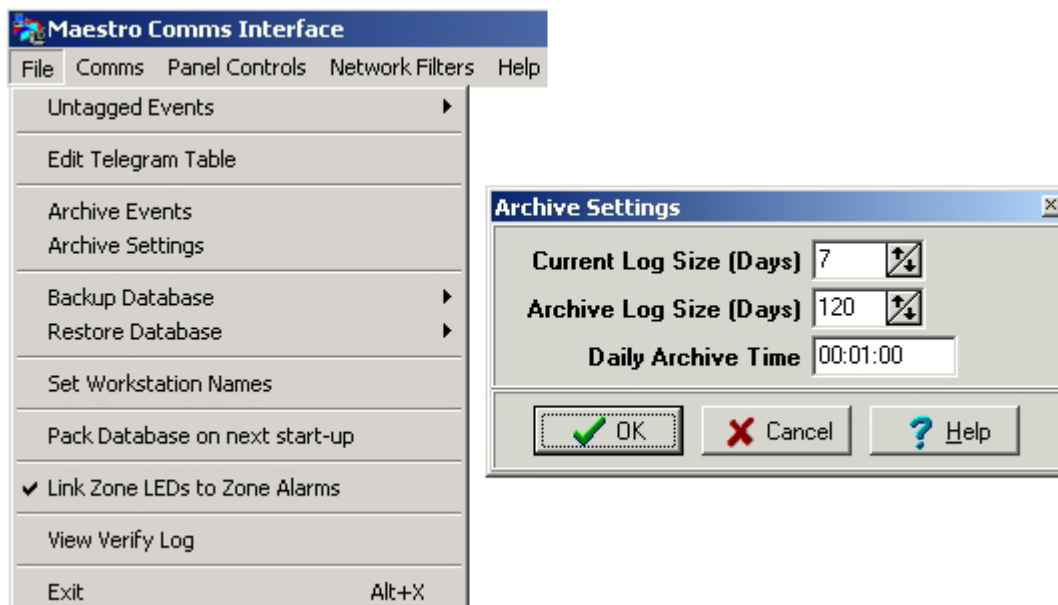 Maestro Comms Interface
File Comms Panel Controls Network Filters Help
Untagged Events
Edit Telegram Table
Archive Events
Archive Settings
Backup Database
Restore Database
Set Workstation Names
Pack Database on next start-up
Link Zone LEDs to Zone Alarms
View Verify Log
Exit Alt+X
Archive Settings
Current Log Size (Days) 7
Archive Log Size (Days) 120
Daily Archive Time 00:01:00
OK Cancel Help